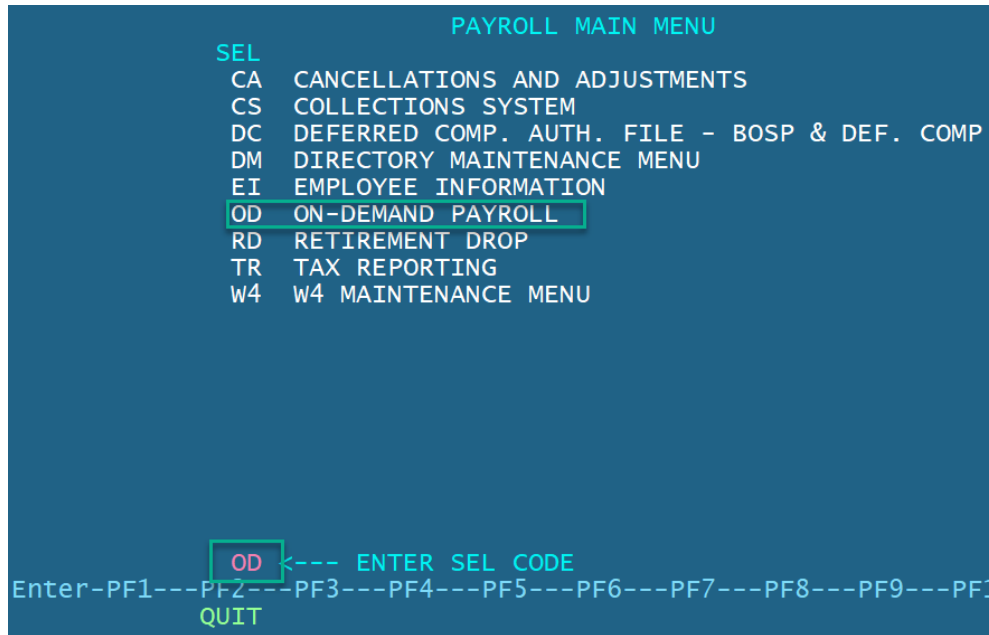 PAYROLL MAIN MENU
SEL
CA CANCELLATIONS AND ADJUSTMENTS
CS COLLECTIONS SYSTEM
DC DEFERRED COMP. AUTH. FILE - BOSP & DEF. COMP
DM DIRECTORY MAINTENANCE MENU
EI EMPLOYEE INFORMATION
OD ON-DEMAND PAYROLL
RD RETIREMENT DROP
TR TAX REPORTING
W4 W4 MAINTENANCE MENU
OD <--- ENTER SEL CODE
Enter-PF1---PF2---PF3---PF4---PF5---PF6---PF7---PF8---PF9---PF1
QUIT